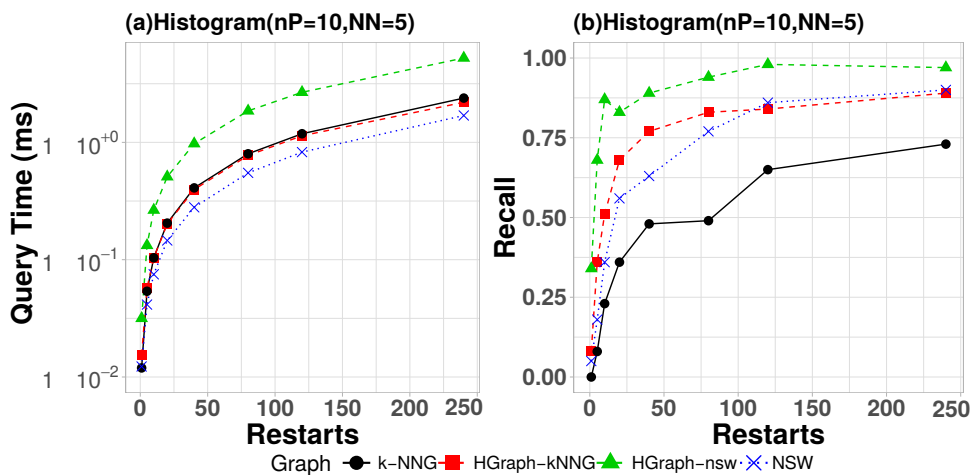 (a)Histogram(nP=10,NN=5)
Query Time (ms)
1 10^+0
1 10^−1
1 10^−2
0 50 100 150 200 250
Restarts
(b)Histogram(nP=10,NN=5)
Recall
1.00
0.75
0.50
0.25
0.00
0 50 100 150 200 250
Restarts
Graph k−NNG HGraph−kNNG HGraph−nsw NSW